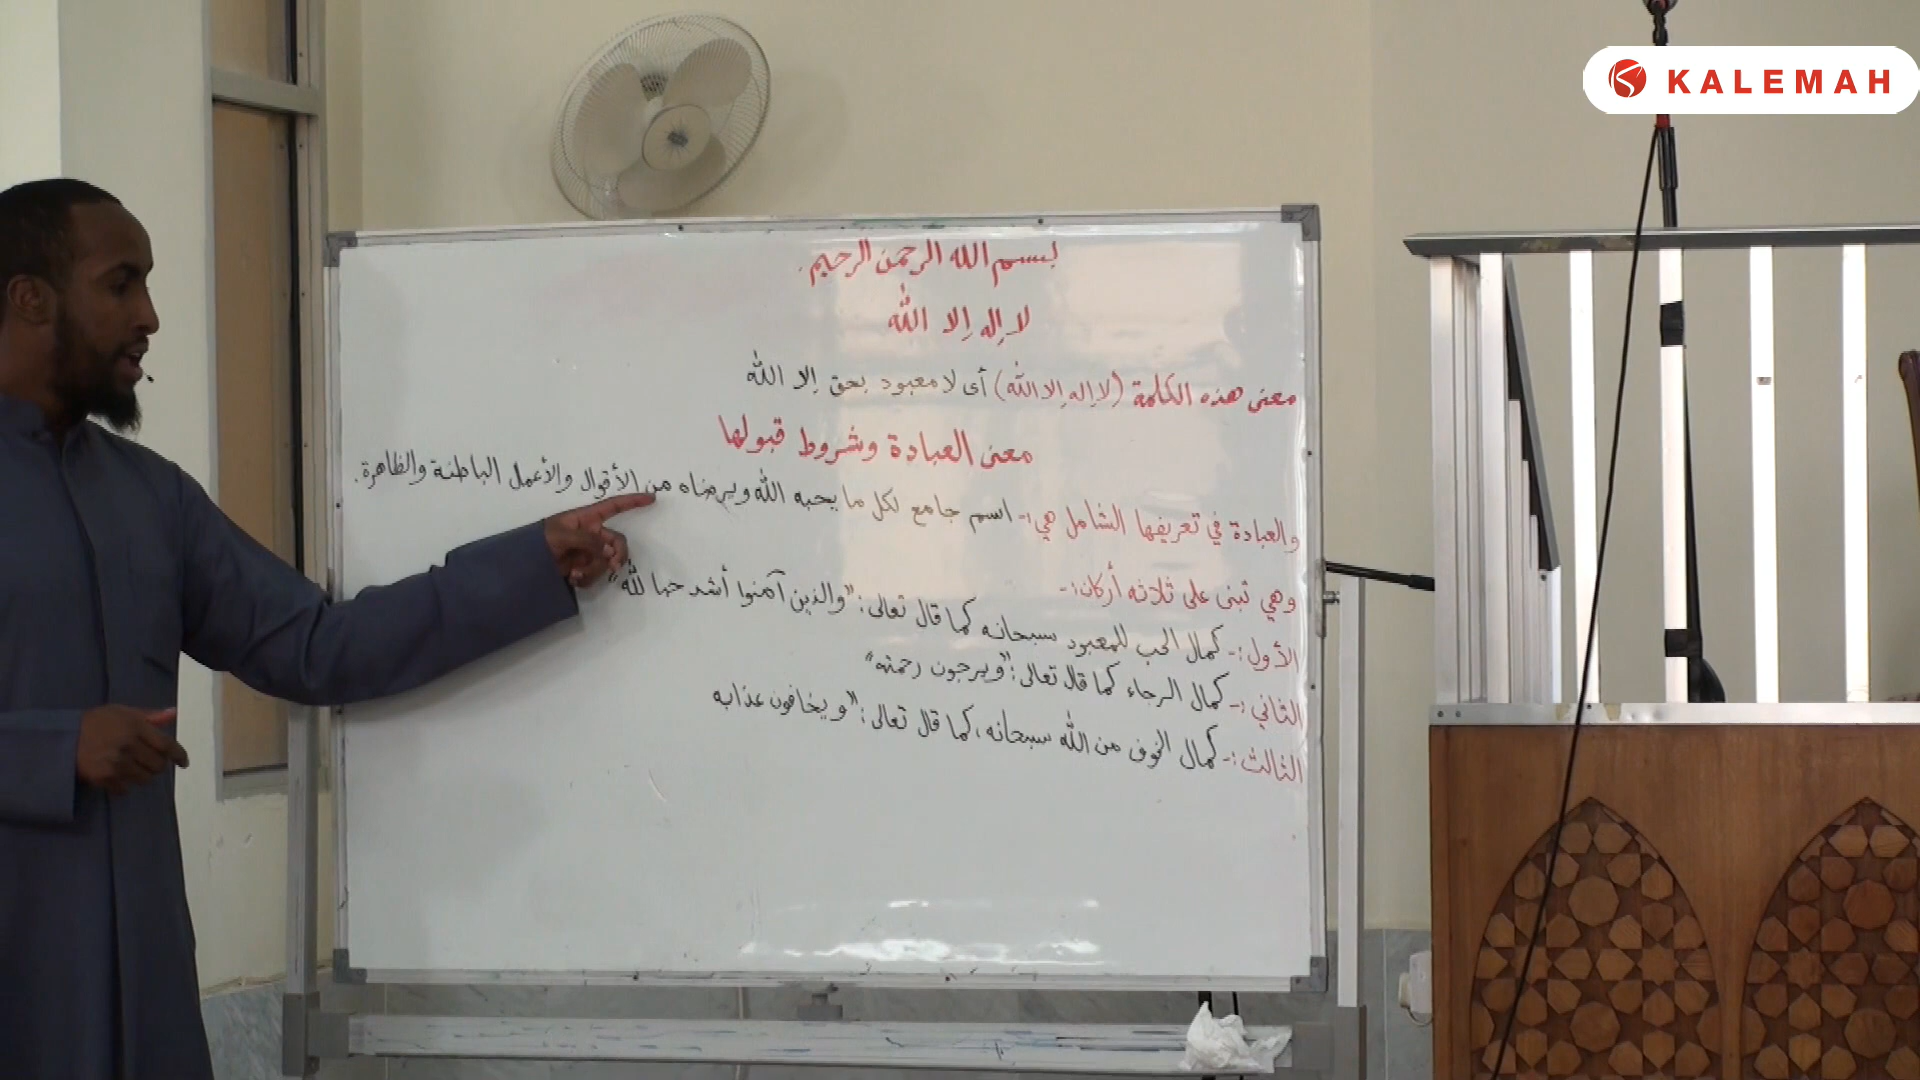 KALEMAH
بسم الله الرحمن الرحيم.
لا إله إلا الله
معنى هذه الكلمة (لا إله إلا الله) أى لا معبود بحق إلا الله
معنى العبادة وشروط قبولها
والعبادة في تعريفها الشامل هي:- اسم جامع لكل ما يحبه الله ويرضاه من الأقوال والأعمل الباطنة والظاهرة.
وهي تبنى على ثلاثه أركان:-
الأول:- كمال الحب للمعبود سبحانه كما قال تعالى: "والذين آمنوا أشد حبا لله"
الثاني:- كمال الرجاء كما قال تعالى: "ويرجون رحمته"
الثالث:- كمال الخوف من الله سبحانه، كما قال تعالى: "ويخافون عذابه